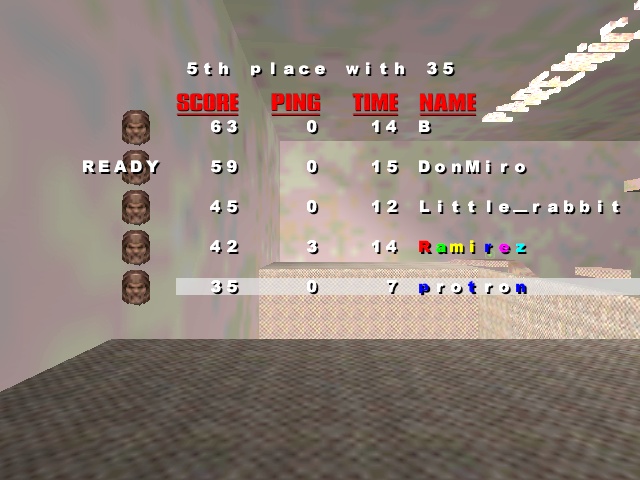 5th place with 35
SCORE PING TIME NAME
63 0 14 B
READY 59 0 15 DonMiro
45 0 12 Little_rabbit
42 3 14 Ramirez
35 0 7 protron